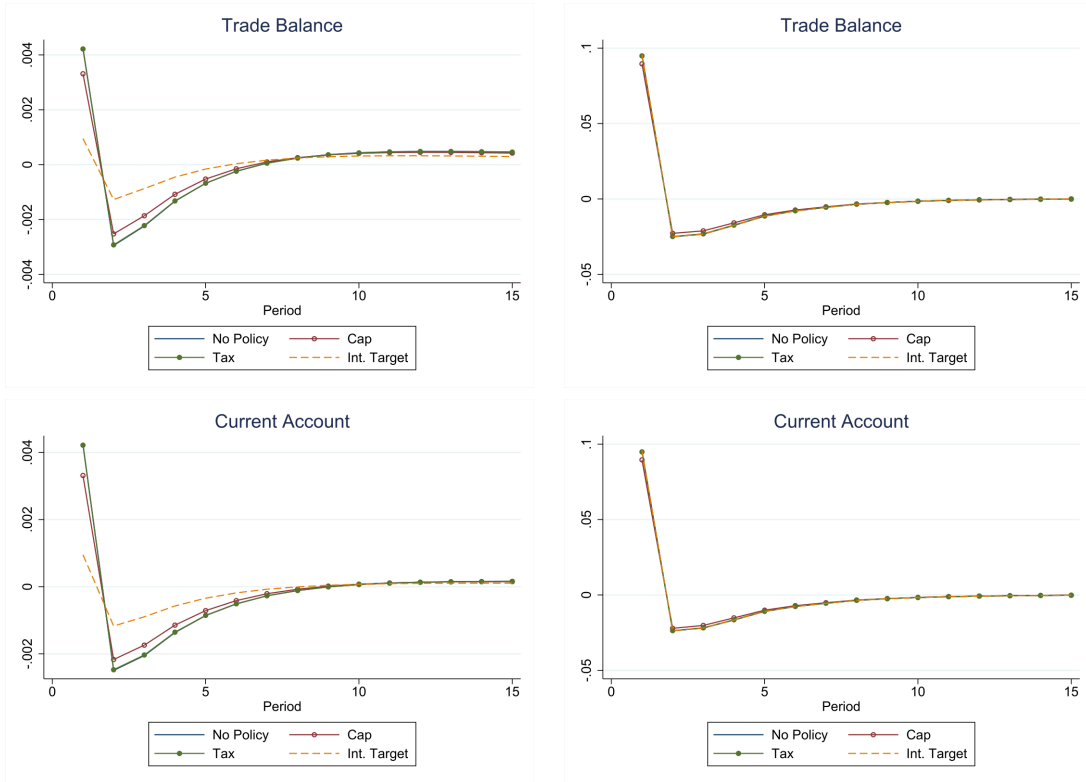 Trade Balance
.004
.002
0
-.002
-.004
0 5 10 15
Period
No Policy Cap
Tax Int. Target
Trade Balance
.1
.05
0
-.05
0 5 10 15
Period
No Policy Cap
Tax Int. Target
Current Account
.004
.002
0
-.002
0 5 10 15
Period
No Policy Cap
Tax Int. Target
Current Account
.1
.05
0
-.05
0 5 10 15
Period
No Policy Cap
Tax Int. Target